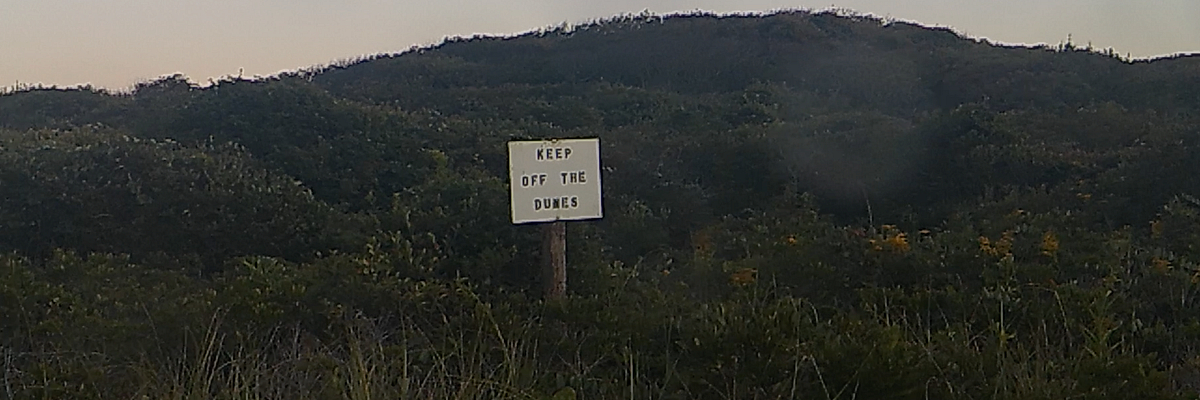 KEEP
OFF THE
DUNES